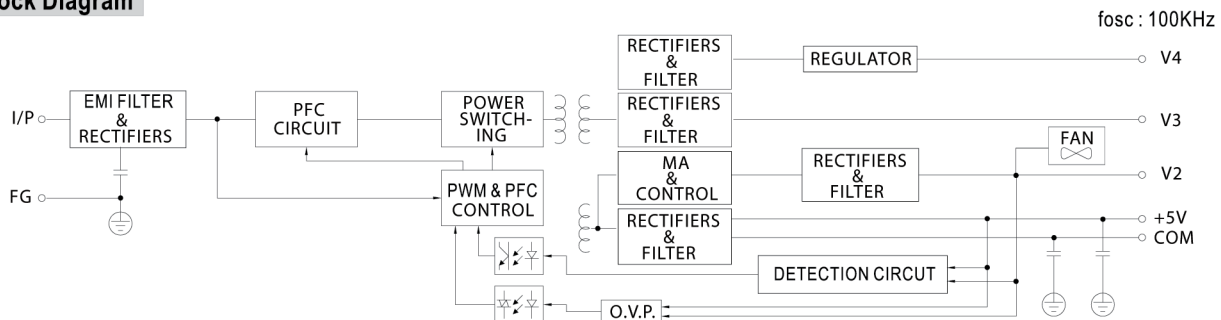 ock Diagram
fosc : 100KHz
RECTIFIERS
&
FILTER
REGULATOR
V4
I/P
EMI FILTER
&
RECTIFIERS
PFC
CIRCUIT
POWER
SWITCH-
ING
RECTIFIERS
&
FILTER
V3
FAN
MA
&
CONTROL
RECTIFIERS
&
FILTER
V2
FG
PWM & PFC
CONTROL
RECTIFIERS
&
FILTER
+5V
COM
DETECTION CIRCUT
O.V.P.